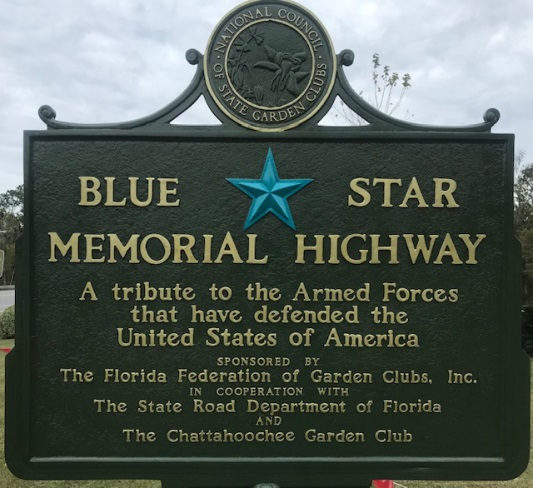 NATIONAL COUNCIL
OF STATE GARDEN CLUBS
BLUE STAR
MEMORIAL HIGHWAY
A tribute to the Armed Forces
that have defended the
United States of America
SPONSORED BY
The Florida Federation of Garden Clubs, Inc.
IN COOPERATION WITH
The State Road Department of Florida
AND
The Chattahoochee Garden Club